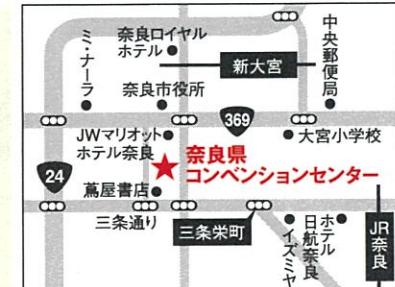 ミ・ナーラ
奈良ロイヤル
ホテル
新大宮
中央郵便局
奈良市役所
369
JWマリオット
ホテル奈良
大宮小学校
奈良県
コンベンションセンター
24
蔦屋書店
三条通り
三条栄町
イズミヤ
ホテル
日航奈良
JR奈良